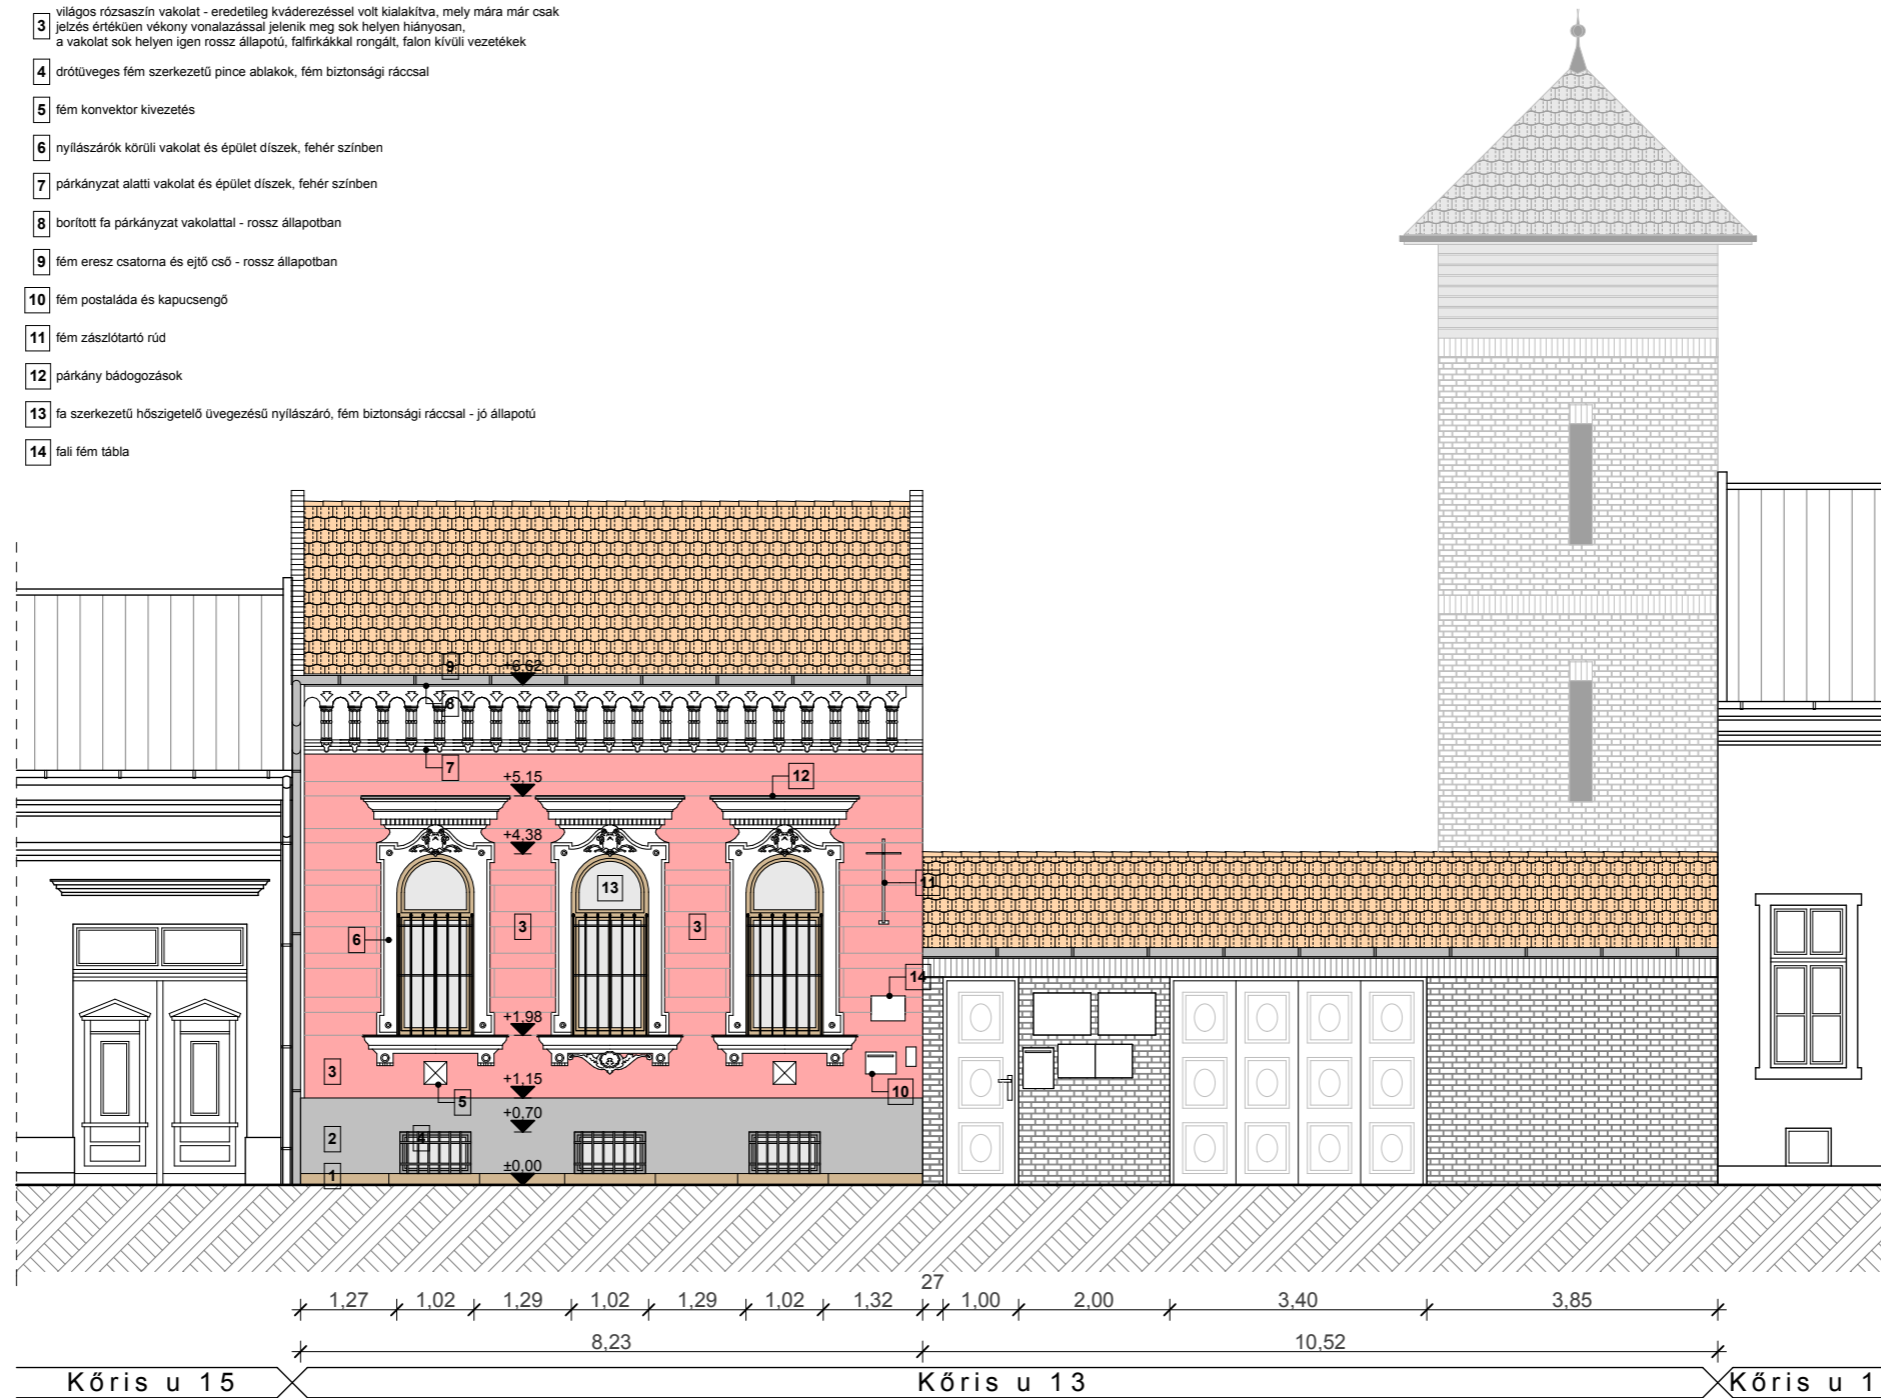 3 világos rózsaszín vakolat - eredetileg kváderezéssel volt kialakítva, mely mára már csak
jelzés értéküen vékony vonalazással jelenik meg sok helyen hiányosan,
a vakolat sok helyen igen rossz állapotú, falfirkákkal rongált, falon kívüli vezetékek
4 drótüveges fém szerkezetű pince ablakok, fém biztonsági ráccsal
5 fém konvektor kivezetés
6 nyílászárók körüli vakolat és épület díszek, fehér színben
7 párkányzat alatti vakolat és épület díszek, fehér színben
8 borított fa párkányzat vakolattal - rossz állapotban
9 fém eresz csatorna és ejtő cső - rossz állapotban
10 fém postaláda és kapucsengő
11 fém zászlótartó rúd
12 párkány bádogozások
13 fa szerkezetű hőszigetelő üvegezésű nyílászáró, fém biztonsági ráccsal - jó állapotú
14 fali fém tábla
9 +6,62
8
7 +5,15 12
+4,38
13 11
6 3 3
14
+1,98
3 +1,15 10
5
+0,70
2 4
1 ±0,00
27
1,27 1,02 1,29 1,02 1,29 1,02 1,32 1,00 2,00 3,40 3,85
8,23 10,52
Kőris u 15 Kőris u 13 Kőris u 1